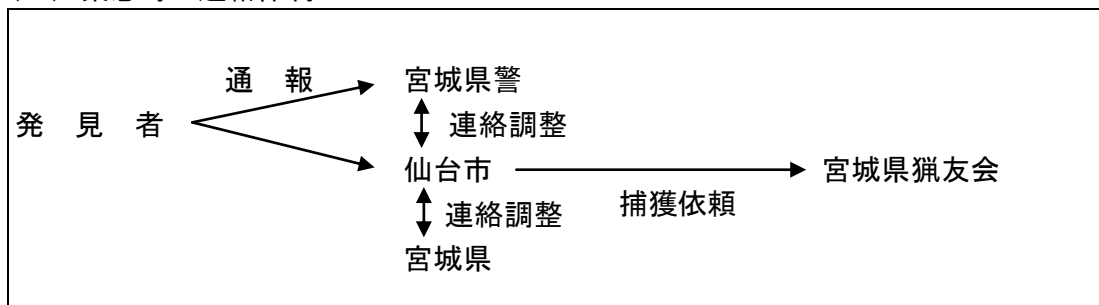 通 報
宮城県警
発 見 者
連絡調整
仙台市
宮城県猟友会
捕獲依頼
連絡調整
宮城県